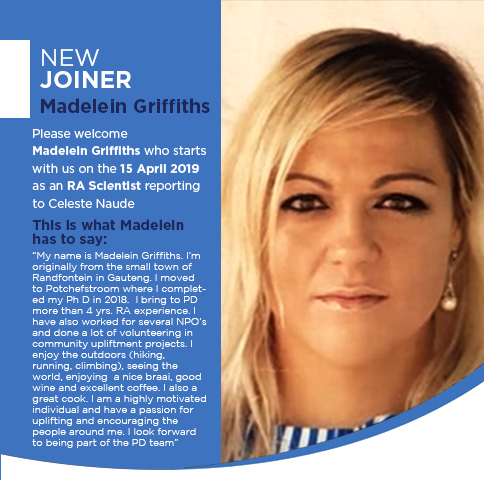 NEW
JOINER
Madelein Griffiths
Please welcome
Madelein Griffiths who starts
with us on the 15 April 2019
as an RA Scientist reporting
to Celeste Naude
This is what Madelein
has to say:
“My name is Madelein Griffiths. I'm
originally from the small town of
Randfontein in Gauteng. I moved
to Potchefstroom where I complet-
ed my Ph D in 2018.  I bring to PD
more than 4 yrs. RA experience. I
have also worked for several NPO's
and done a lot of volunteering in
community upliftment projects. I
enjoy the outdoors (hiking,
running, climbing), seeing the
world, enjoying  a nice braai, good
wine and excellent coffee. I also a
great cook. I am a highly motivated
individual and have a passion for
uplifting and encouraging the
people around me. I look forward
to being part of the PD team”